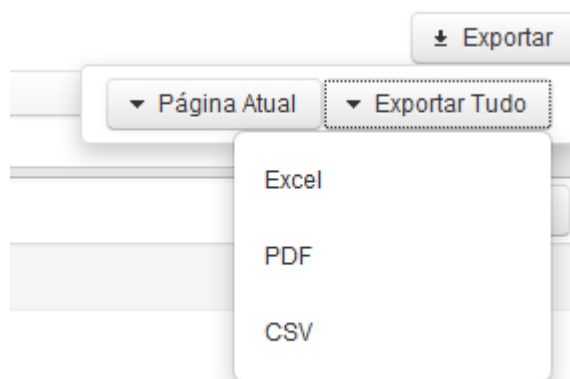 Exportar
Página Atual Exportar Tudo
Excel
PDF
CSV